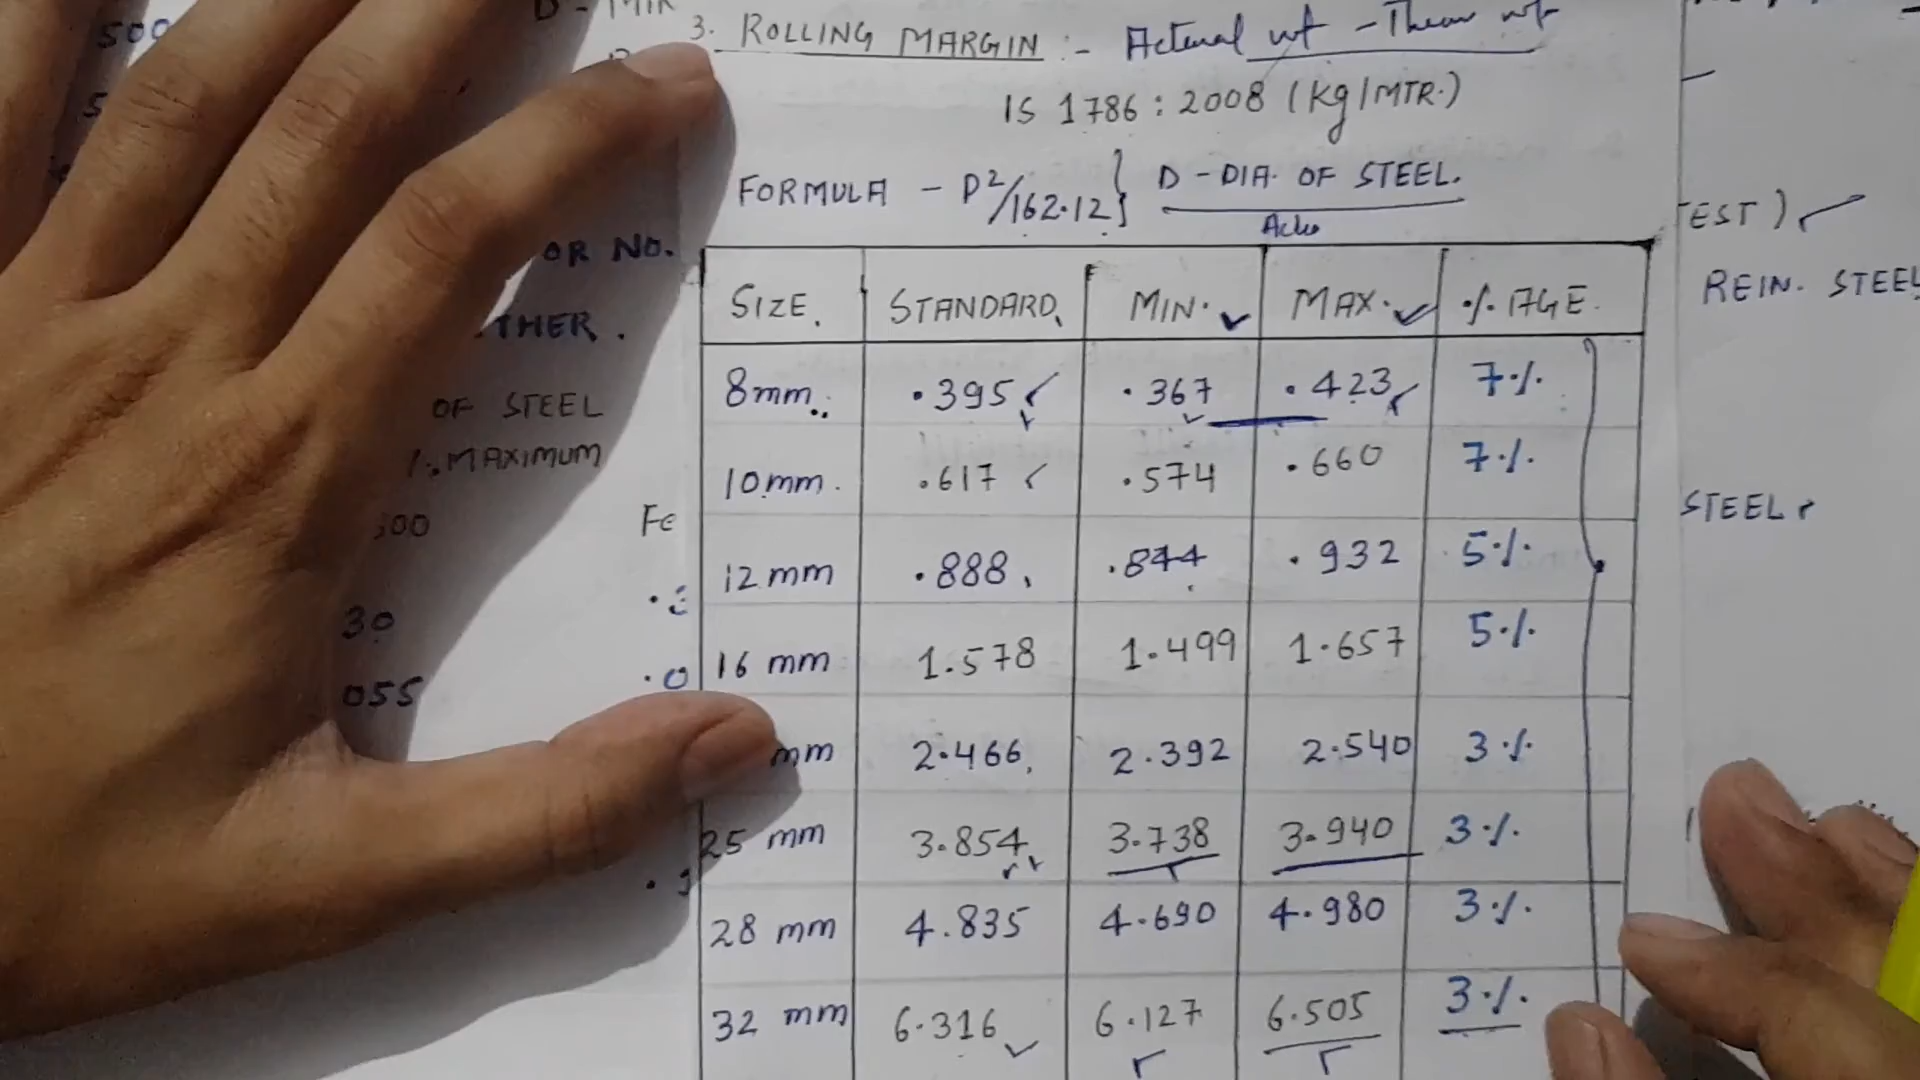 500
3. ROLLING MARGIN :- Actural wt - Theor wt
IS 1786 : 2008 (Kg/MTR.)
FORMULA - D²/162.12} D - DIA. OF STEEL.
OR NO.
THER.
OF STEEL
%. MAXIMUM
30
055
Fe
SIZE. STANDARD, MIN. MAX. % AGE.
8mm. .395 .367 .423 7%
10mm. .617 .574 .660 7%
12mm .888, .844 .932 5%
16 mm 1.578 1.499 1.657 5%
mm 2.466, 2.392 2.540 3%
25 mm 3.854 3.738 3.940 3%
28 mm 4.835 4.690 4.980 3%
32 mm 6.316 6.127 6.505 3%
EST)
REIN. STEEL
STEEL